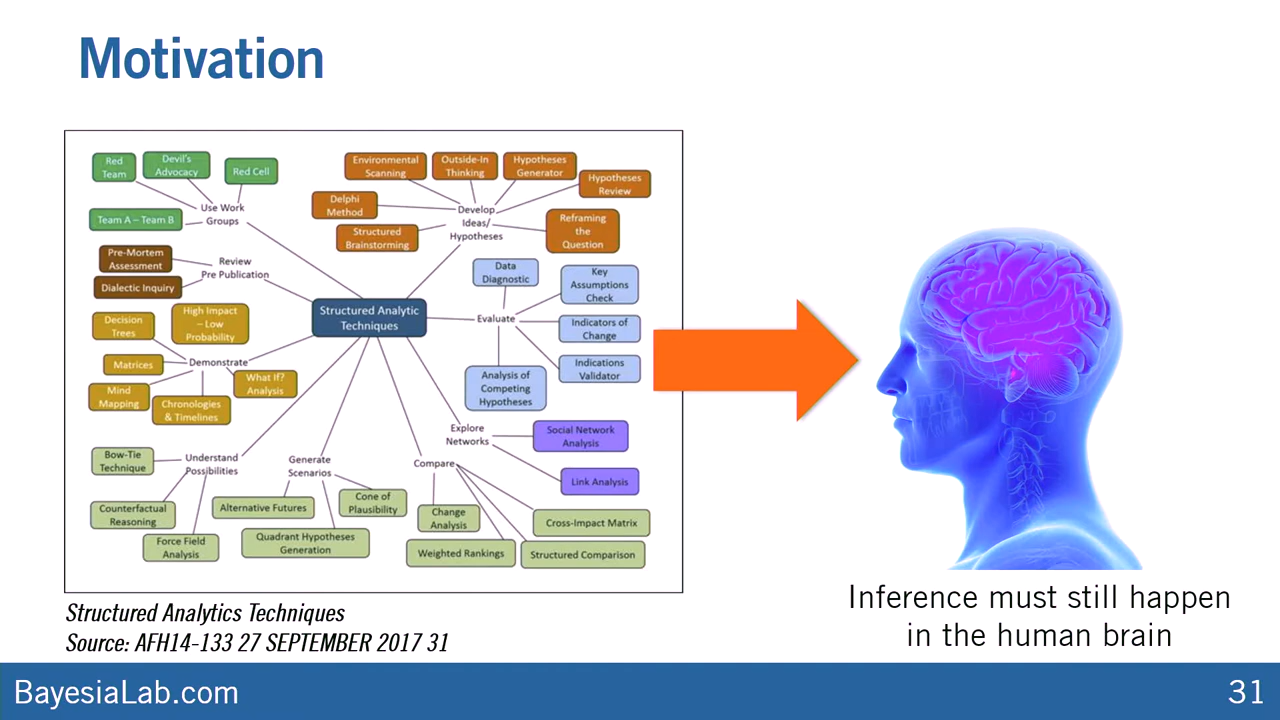 Motivation
Red
Team
Devil's
Advocacy
Red Cell
Team A – Team B
Use Work
Groups
Environmental
Scanning
Outside-In
Thinking
Hypotheses
Generator
Hypotheses
Review
Delphi
Method
Structured
Brainstorming
Develop
Ideas/
Hypotheses
Reframing
the
Question
Pre-Mortem
Assessment
Dialectic Inquiry
Review
Pre Publication
Data
Diagnostic
Key
Assumptions
Check
Evaluate
Indicators of
Change
Indications
Validator
Analysis of
Competing
Hypotheses
Structured Analytic
Techniques
Decision
Trees
High Impact
– Low
Probability
Matrices
Demonstrate
Mind
Mapping
Chronologies
& Timelines
What If?
Analysis
Explore
Networks
Social Network
Analysis
Link Analysis
Bow-Tie
Technique
Understand
Possibilities
Counterfactual
Reasoning
Force Field
Analysis
Generate
Scenarios
Alternative Futures
Cone of
Plausibility
Quadrant Hypotheses
Generation
Compare
Change
Analysis
Weighted Rankings
Cross-Impact Matrix
Structured Comparison
Structured Analytics Techniques
Source: AFH14-133 27 SEPTEMBER 2017 31
Inference must still happen
in the human brain
BayesiaLab.com
31